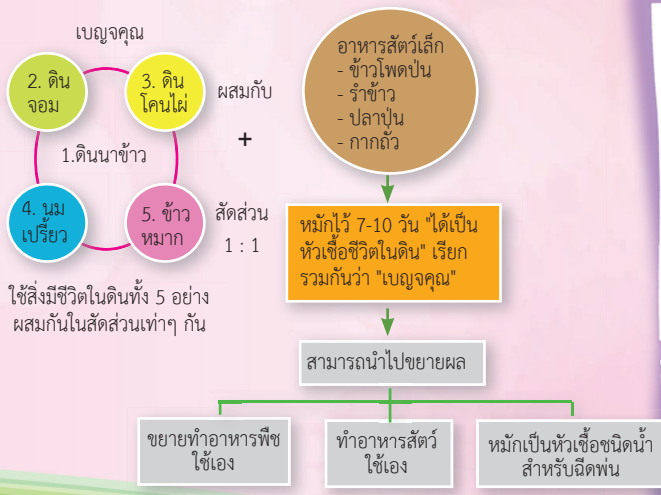 เบญจคุณ
2. ดิน
จอม
3. ดิน
โคนไผ่
1.ดินนาข้าว
4. นม
เปรี้ยว
5. ข้าว
หมาก
ใช้สิ่งมีชีวิตในดินทั้ง 5 อย่าง
ผสมกันในสัดส่วนเท่าๆ กัน
ผสมกับ
+
สัดส่วน
1 : 1
อาหารสัตว์เล็ก
- ข้าวโพดป่น
- รำข้าว
- ปลาป่น
- กากถั่ว
หมักไว้ 7-10 วัน "ได้เป็น
หัวเชื้อชีวิตในดิน" เรียก
รวมกันว่า "เบญจคุณ"
สามารถนำไปขยายผล
ขยายทำอาหารพืช
ใช้เอง
ทำอาหารสัตว์
ใช้เอง
หมักเป็นหัวเชื้อชนิดน้ำ
สำหรับฉีดพ่น